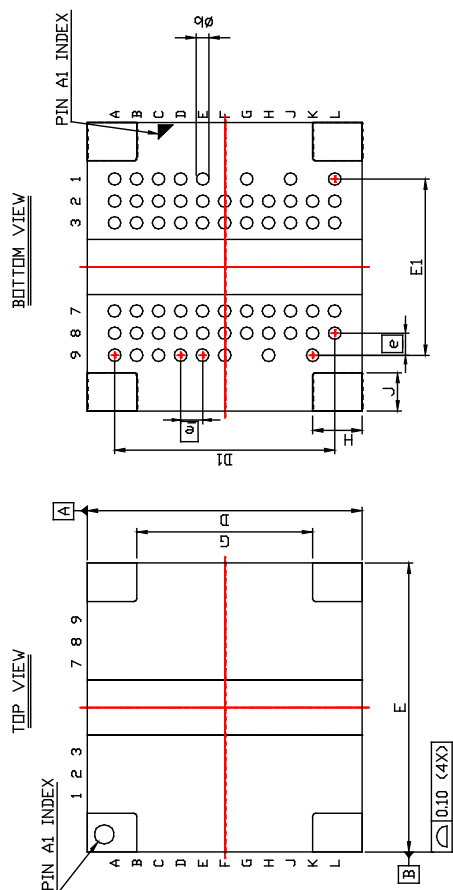 BOTTOM VIEW
PIN A1 INDEX
Øb
A B C D E F G H J K L
1
2
3
7
8
9
E1
e
e
J
H
D1
TOP VIEW
A
D
G
7 8 9
1 2 3
PIN A1 INDEX
A B C D E F G H J K L
E
B
0.10 (4X)